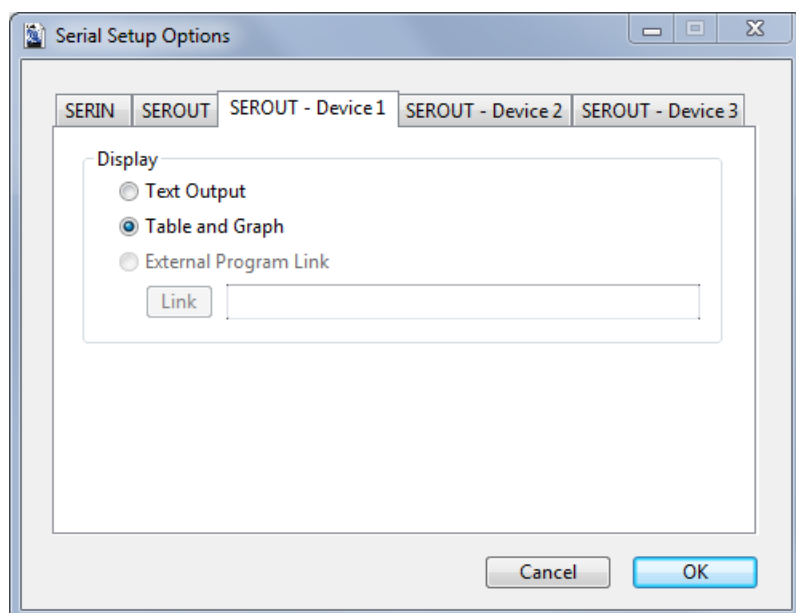 Serial Setup Options
SERIN SEROUT SEROUT - Device 1 SEROUT - Device 2 SEROUT - Device 3
Display
Text Output
Table and Graph
External Program Link
Link
Cancel OK